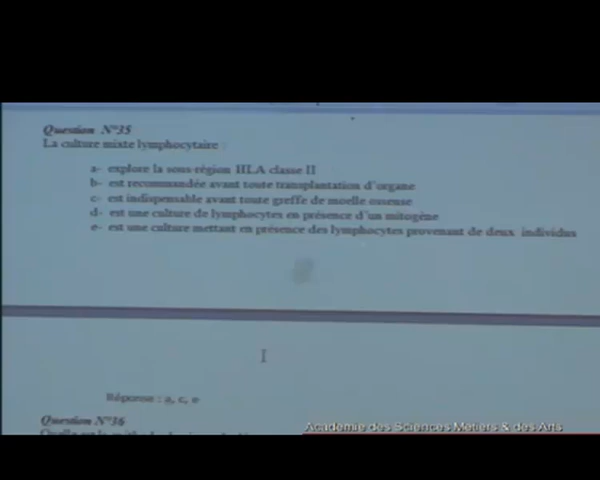 Question N°35
La culture mixte lymphocytaire :
a- explore la sous-région HLA classe II
b- est recommandée avant toute transplantation d'organe
c- est indispensable avant toute greffe de moelle osseuse
d- est une culture de lymphocytes en présence d'un mitogène
e- est une culture mettant en présence des lymphocytes provenant de deux individus
Réponse : a, c, e
Question N°36
Academie des Sciences Metiers & des Arts